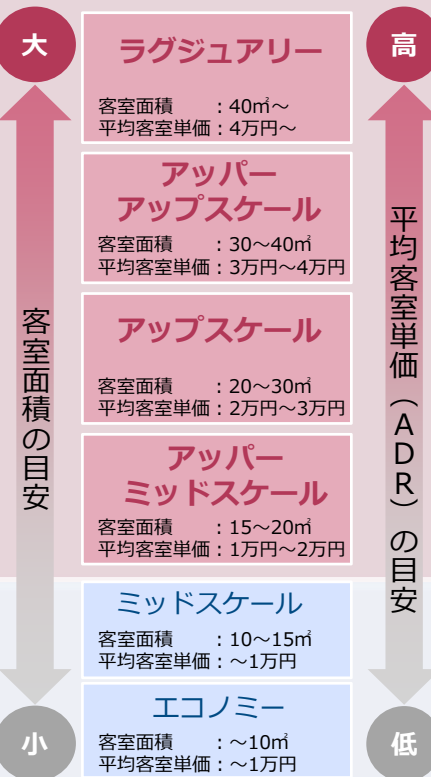 大
高
ラグジュアリー
客室面積　：40㎡～
平均客室単価：4万円～
アッパー
アップスケール
客室面積　：30～40㎡
平均客室単価：3万円～4万円
アップスケール
客室面積　：20～30㎡
平均客室単価：2万円～3万円
アッパー
ミッドスケール
客室面積　：15～20㎡
平均客室単価：1万円～2万円
ミッドスケール
客室面積　：10～15㎡
平均客室単価：～1万円
エコノミー
客室面積　：～10㎡
平均客室単価：～1万円
客室面積の目安
平均客室単価（ADR）の目安
小
低